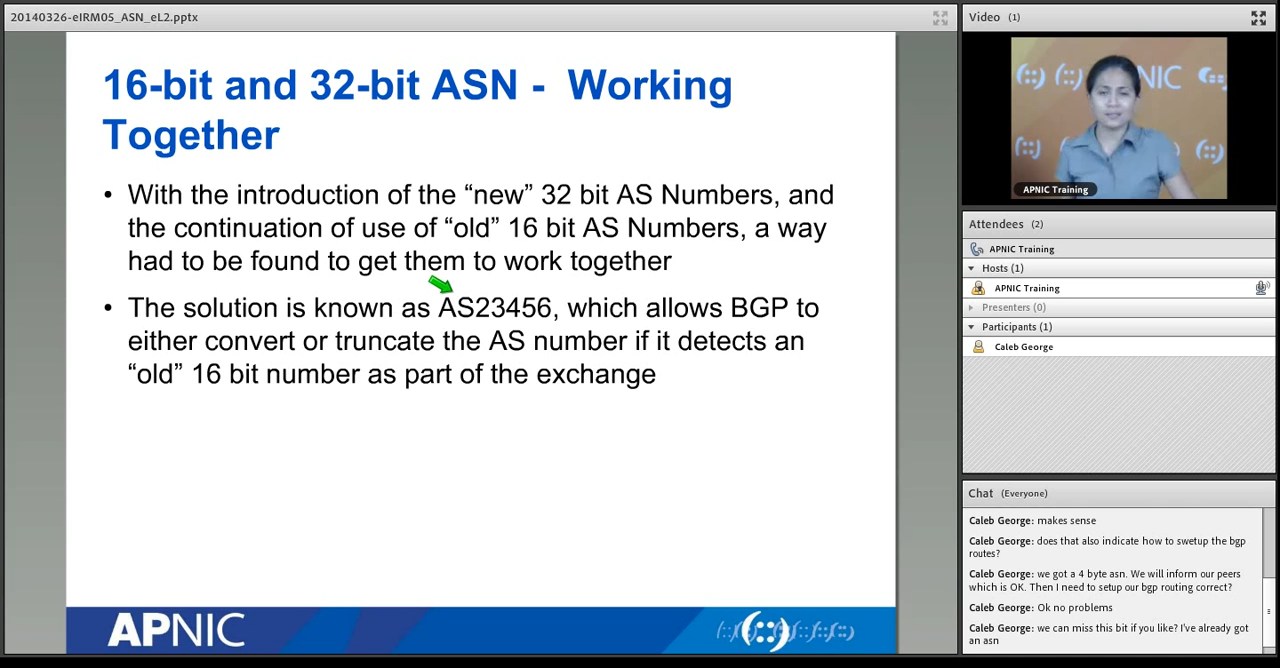 20140326-eIRM05_ASN_eL2.pptx
16-bit and 32-bit ASN - Working
Together
• With the introduction of the “new” 32 bit AS Numbers, and
the continuation of use of “old” 16 bit AS Numbers, a way
had to be found to get them to work together
• The solution is known as AS23456, which allows BGP to
either convert or truncate the AS number if it detects an
“old” 16 bit number as part of the exchange
APNIC
(::)
Video (1)
NIC
APNIC Training
Attendees (2)
APNIC Training
Hosts (1)
APNIC Training
Presenters (0)
Participants (1)
Caleb George
Chat (Everyone)
Caleb George: makes sense
Caleb George: does that also indicate how to swetup the bgp
routes?
Caleb George: we got a 4 byte asn. We will inform our peers
which is OK. Then I need to setup our bgp routing correct?
Caleb George: Ok no problems
Caleb George: we can miss this bit if you like? I've already got
an asn